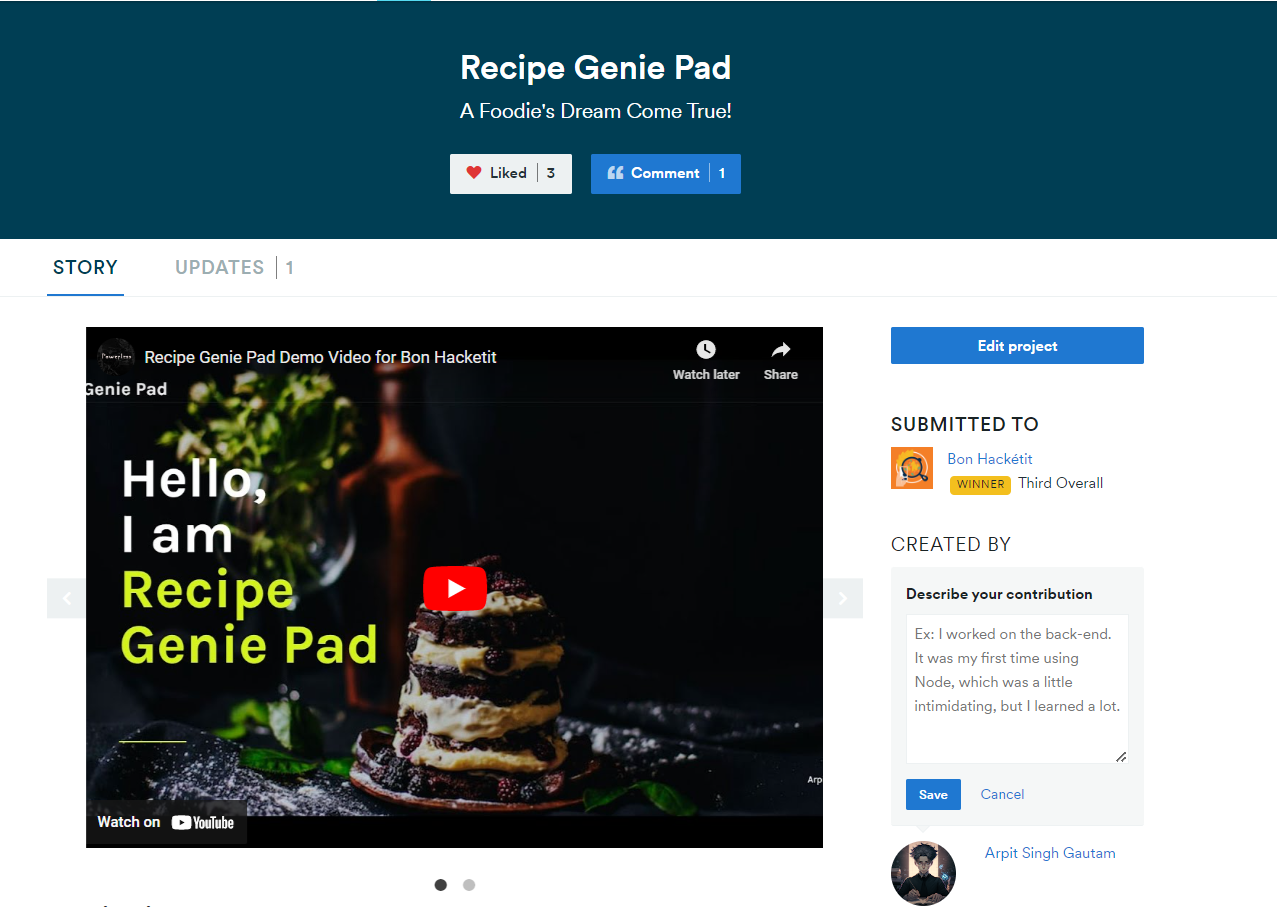 Recipe Genie Pad
A Foodie's Dream Come True!
Liked 3
Comment 1
STORY
UPDATES 1
Recipe Genie Pad Demo Video for Bon Hacketit
Watch later
Share
Genie Pad
Hello,
I am
Recipe
Genie Pad
Arp
Watch on YouTube
Edit project
SUBMITTED TO
Bon Hackétit
WINNER Third Overall
CREATED BY
Describe your contribution
Ex: I worked on the back-end.
It was my first time using
Node, which was a little
intimidating, but I learned a lot.
Save
Cancel
Arpit Singh Gautam